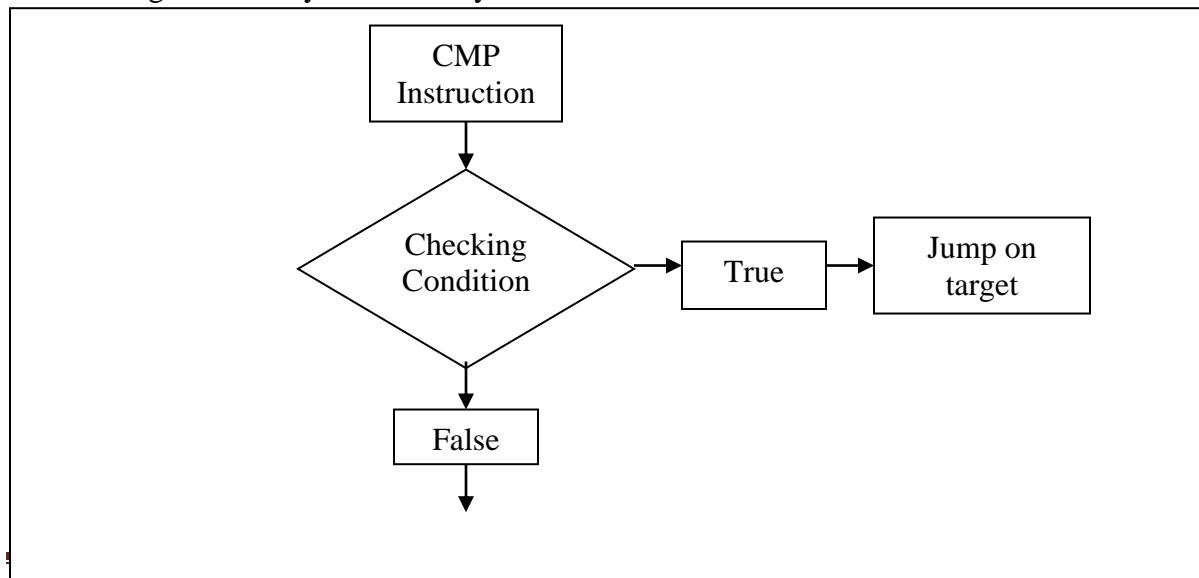 CMP
Instruction
Checking
Condition
True
Jump on
target
False